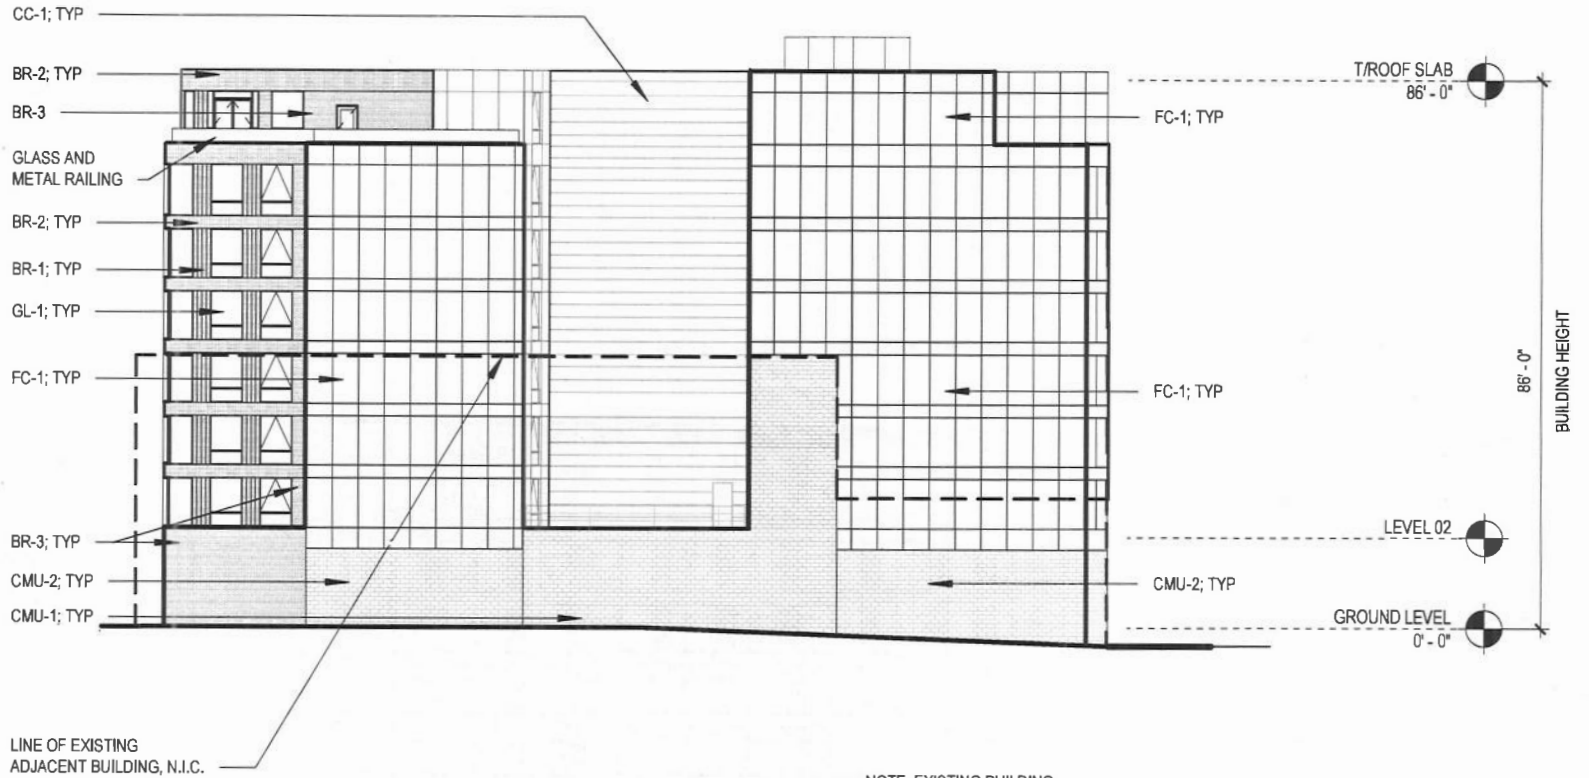 CC-1; TYP
BR-2; TYP
BR-3
GLASS AND
METAL RAILING
BR-2; TYP
BR-1; TYP
GL-1; TYP
FC-1; TYP
BR-3; TYP
CMU-2; TYP
CMU-1; TYP
LINE OF EXISTING
ADJACENT BUILDING, N.I.C.
T/ROOF SLAB
86' - 0"
FC-1; TYP
FC-1; TYP
86' - 0"
BUILDING HEIGHT
LEVEL 02
CMU-2; TYP
GROUND LEVEL
0' - 0"
NOTE: EXISTING BUILDING